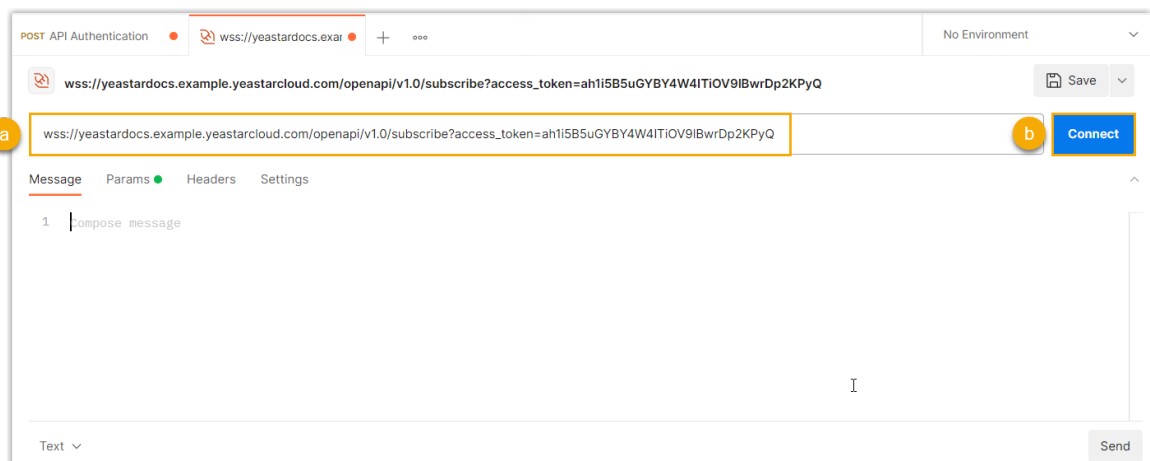 POST API Authentication wss://yeastardocs.exar No Environment
wss://yeastardocs.example.yeastarcloud.com/openapi/v1.0/subscribe?access_token=ah1i5B5uGYBY4W4ITiOV9IBwrDp2KPyQ Save
a wss://yeastardocs.example.yeastarcloud.com/openapi/v1.0/subscribe?access_token=ah1i5B5uGYBY4W4ITiOV9IBwrDp2KPyQ b Connect
Message Params Headers Settings
1 Compose message
Text Send